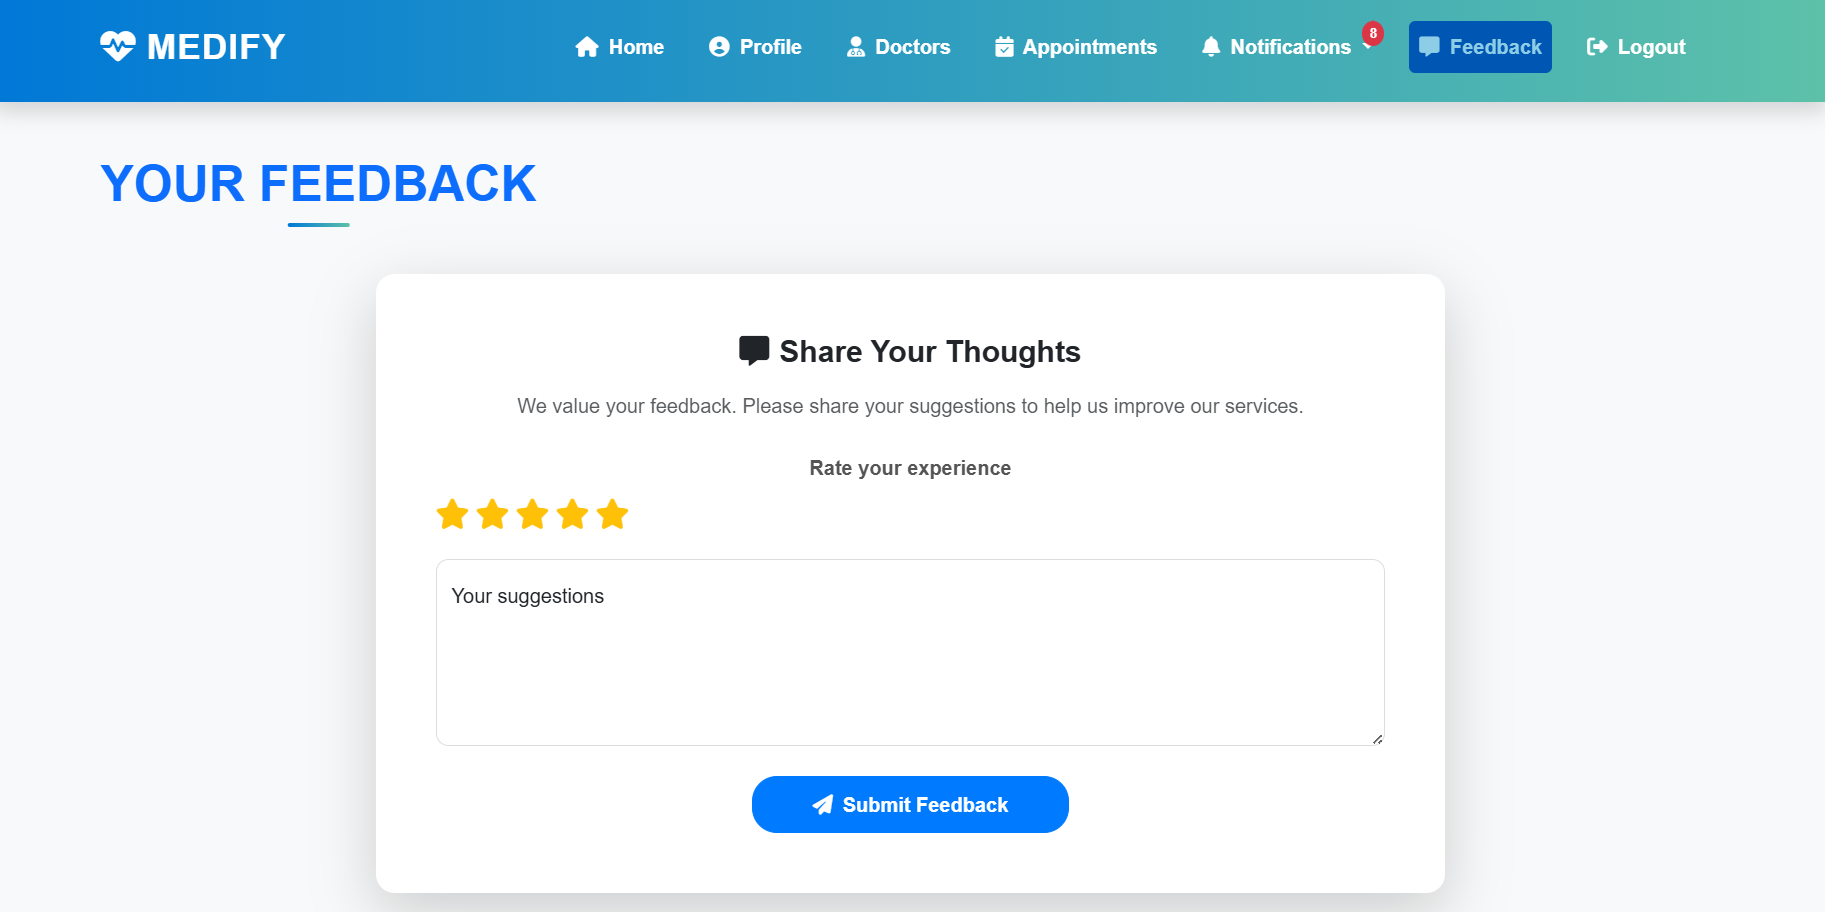 MEDIFY
Home Profile Doctors Appointments Notifications 8 Feedback Logout
YOUR FEEDBACK
Share Your Thoughts
We value your feedback. Please share your suggestions to help us improve our services.
Rate your experience
Your suggestions
Submit Feedback